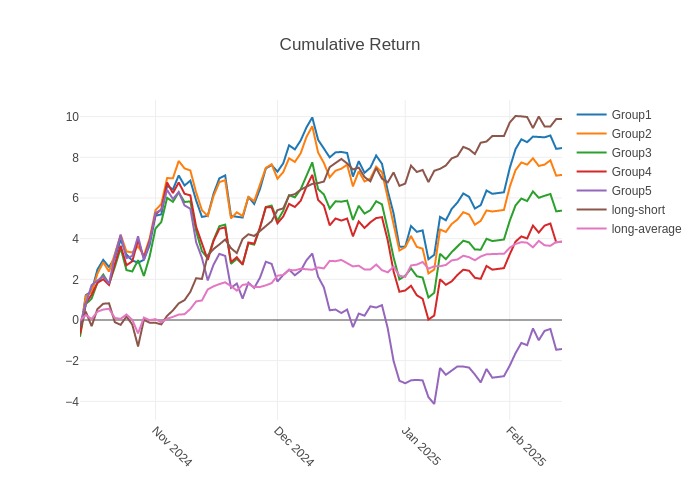 Cumulative Return
10
8
6
4
2
0
−2
−4
Nov 2024
Dec 2024
Jan 2025
Feb 2025
Group1
Group2
Group3
Group4
Group5
long-short
long-average